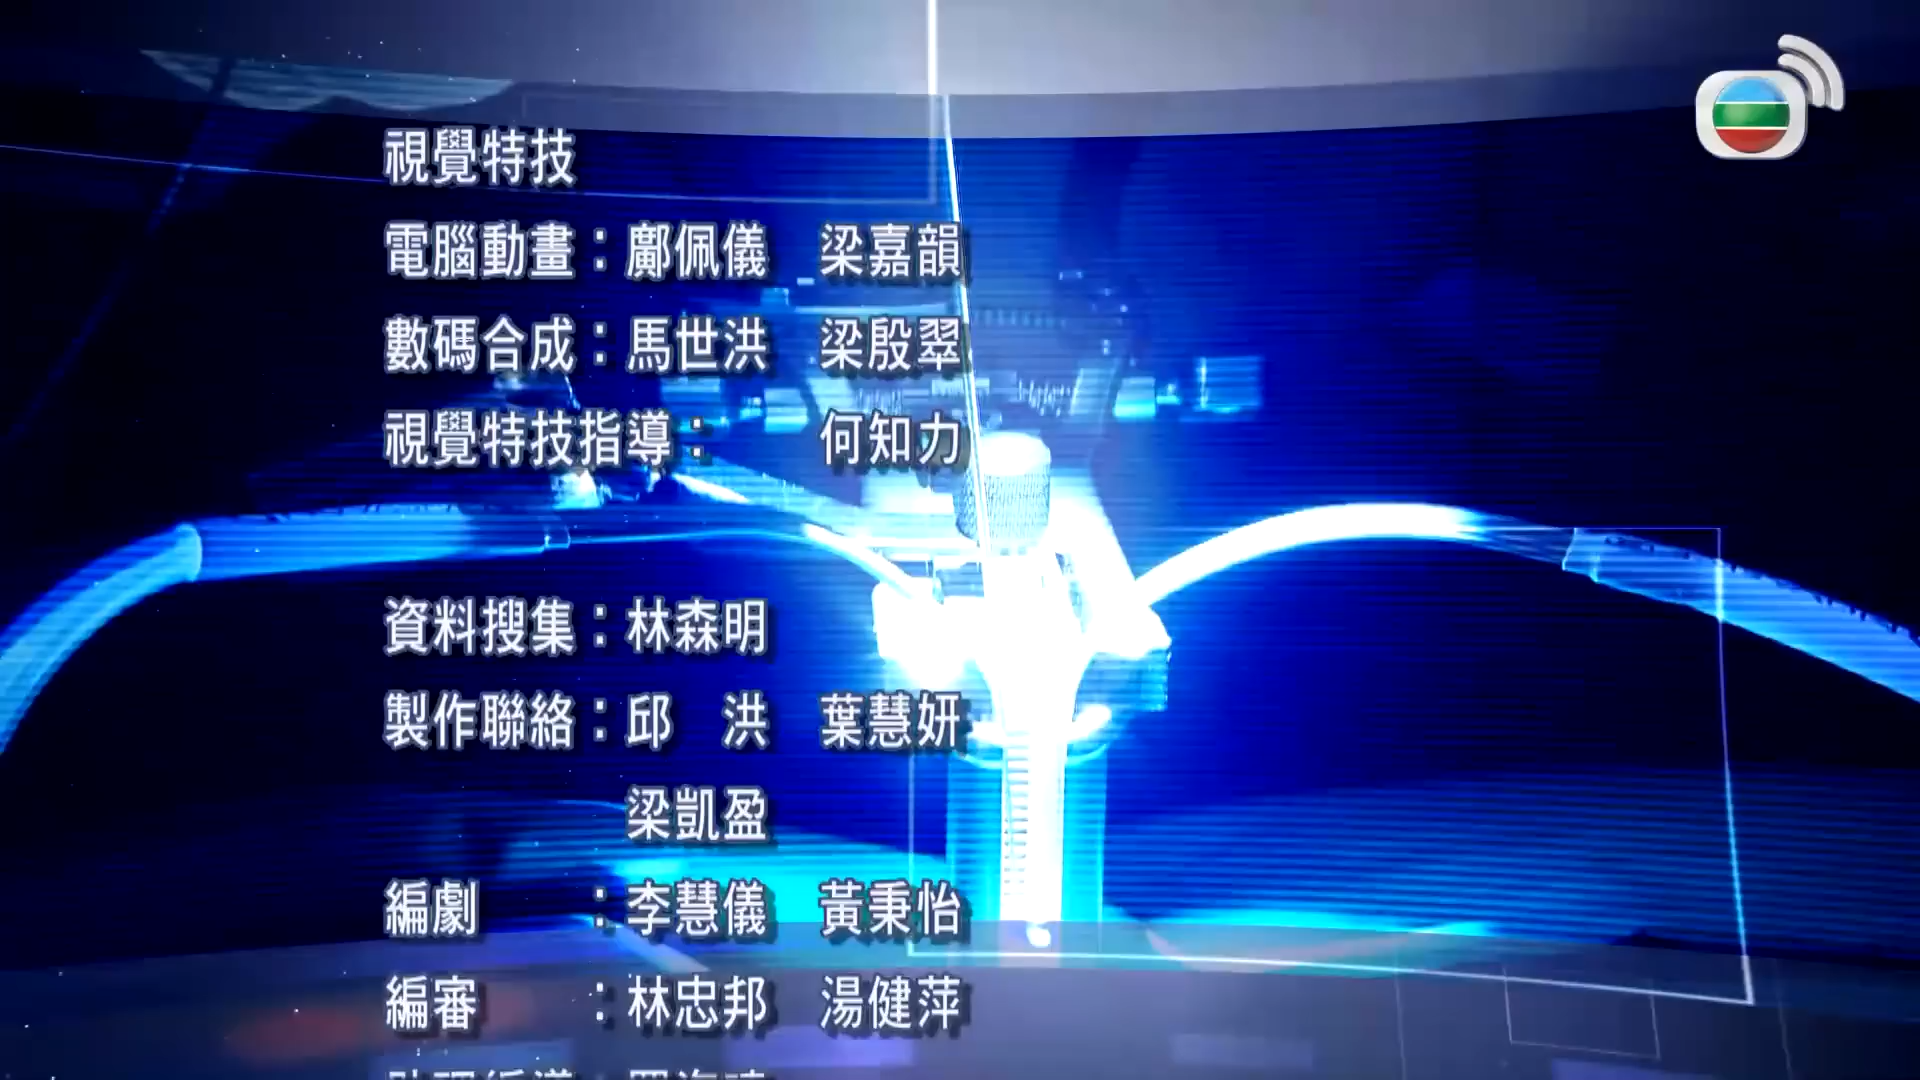 視覺特技
電腦動畫：鄺佩儀　梁嘉韻
數碼合成：馬世洪　梁殷翠
視覺特技指導：　何知力
資料搜集：林森明
製作聯絡：邱　洪　葉慧妍
梁凱盈
編劇　：李慧儀　黃秉怡
編審　：林忠邦　湯健萍